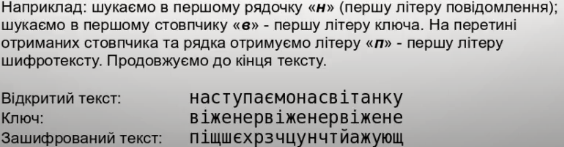 Наприклад: шукаємо в першому рядочку «н» (першу літеру повідомлення);
шукаємо в першому стовпчику «в» - першу літеру ключа. На перетині
отриманих стовпчита та рядка отримуємо літеру «п» - першу літеру
шифротексту. Продовжуємо до кінця тексту.
Відкритий текст: наступаємонасвітанку
Ключ: віженервіженервіжене
Зашифрований текст: піщшєхрзчцунчтйажующ